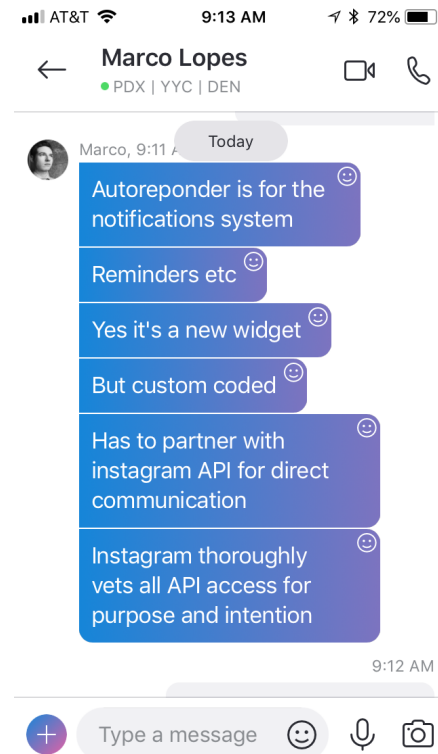 AT&T 9:13 AM 72%
Marco Lopes
PDX | YYC | DEN
Today
Marco, 9:11
Autoreponder is for the
notifications system
Reminders etc
Yes it's a new widget
But custom coded
Has to partner with
instagram API for direct
communication
Instagram thoroughly
vets all API access for
purpose and intention
9:12 AM
Type a message